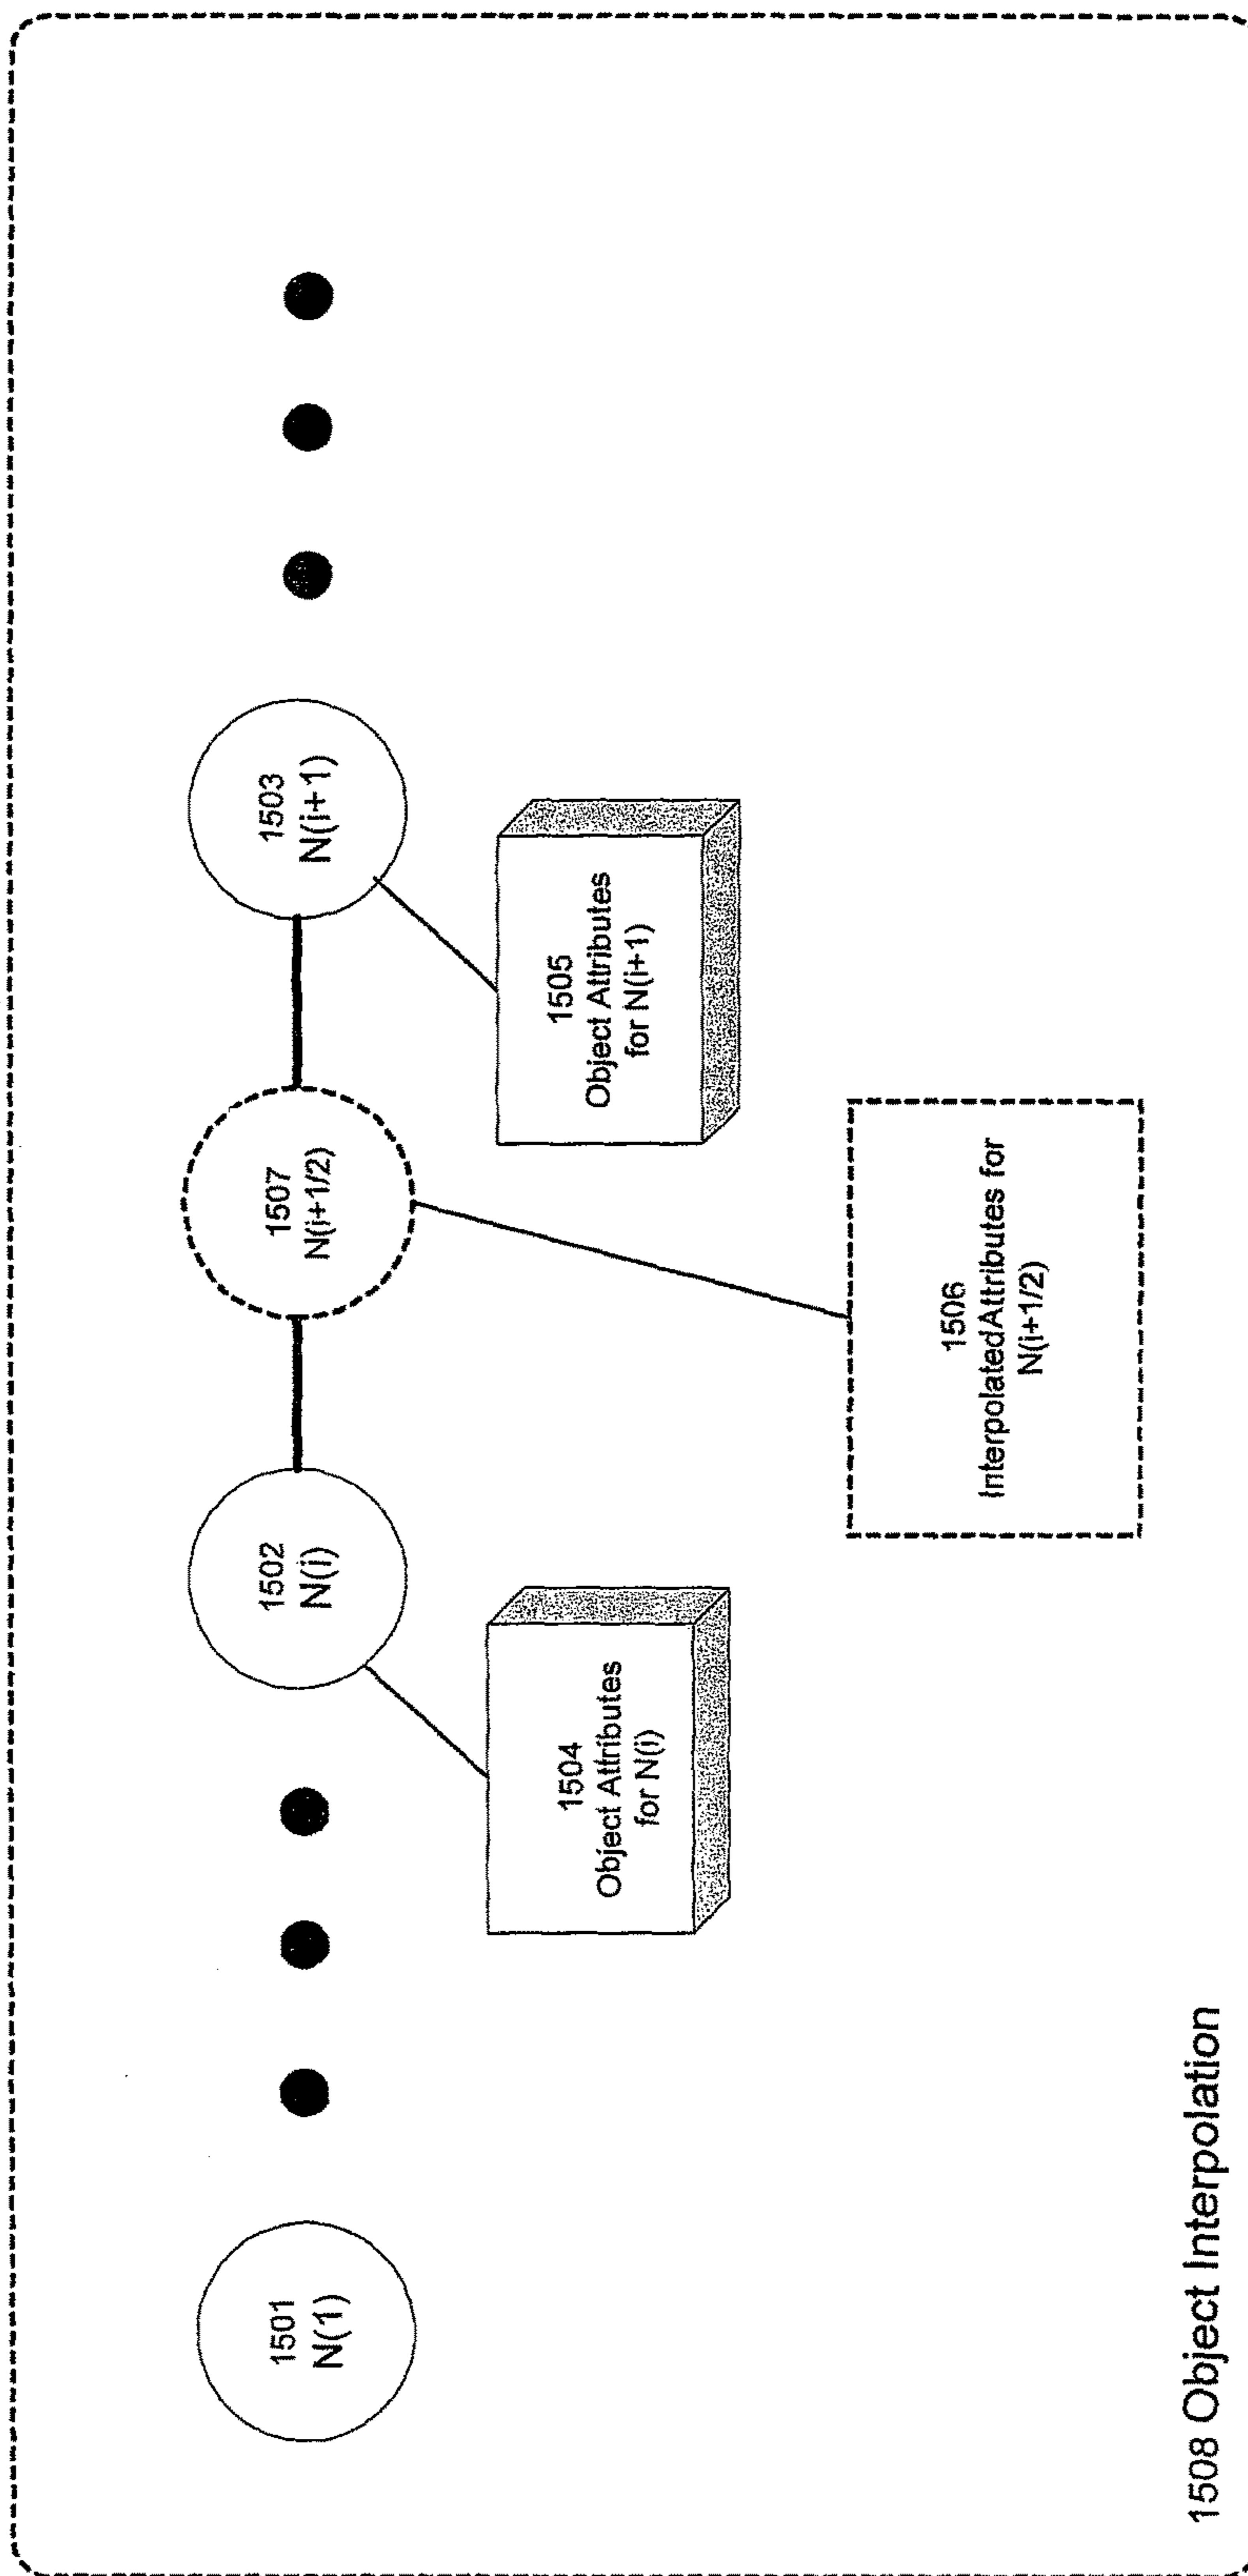 1501
N(1)
1502
N(i)
1507
N(i+1/2)
1503
N(i+1)
1504
Object Attributes
for N(i)
1505
Object Attributes
for N(i+1)
1506
InterpolatedAttributes for
N(i+1/2)
1508 Object Interpolation